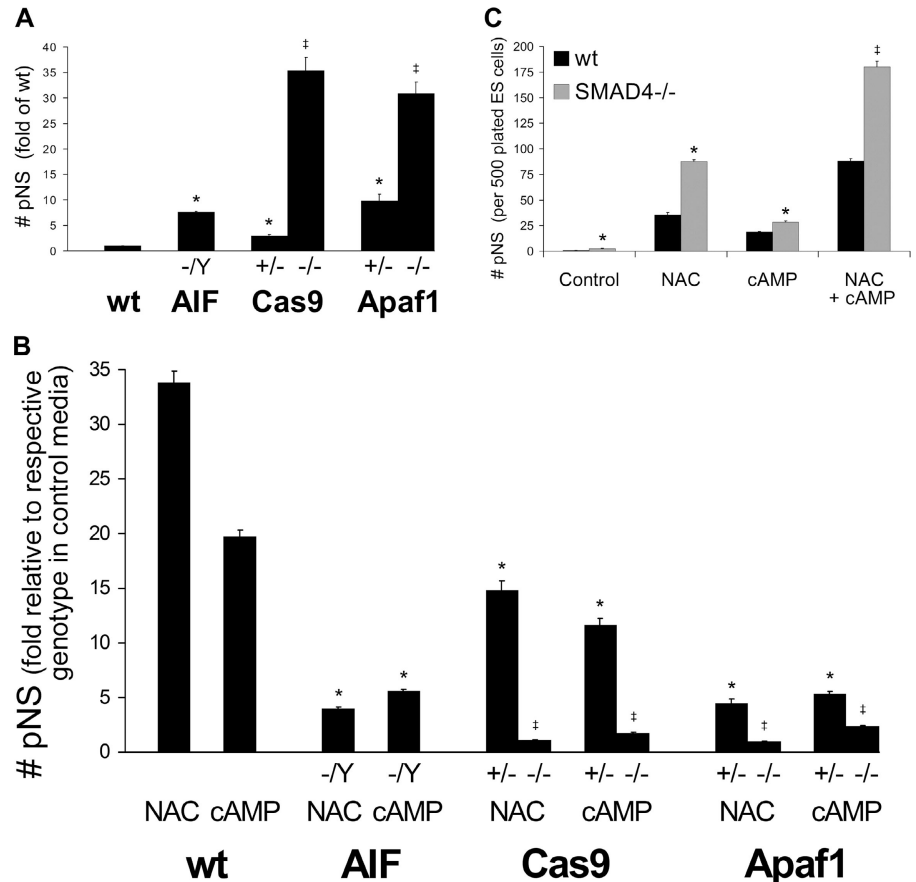 A
# pNS (fold of wt)
40
35
30
25
20
15
10
5
0
* * ‡ * ‡
-/Y +/- -/- +/- -/-
wt AIF Cas9 Apaf1
C
# pNS (per 500 plated ES cells)
200
175
150
125
100
75
50
25
0
wt
SMAD4-/-
* * * ‡
Control NAC cAMP NAC
+ cAMP
B
# pNS (fold relative to respective
genotype in control media)
35
30
20
15
10
5
0
* * * ‡ * ‡ * ‡ * ‡
-/Y -/Y +/- -/- +/- -/- +/- -/- +/- -/-
NAC cAMP NAC cAMP NAC cAMP NAC cAMP
wt AIF Cas9 Apaf1